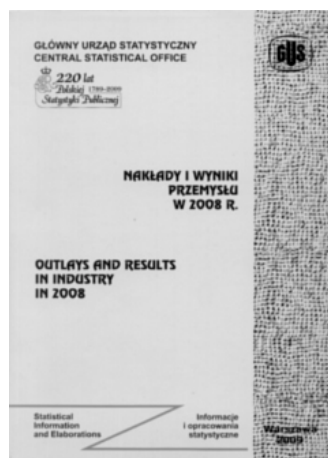 GŁÓWNY URZĄD STATYSTYCZNY
CENTRAL STATISTICAL OFFICE
GUS
220 lat
Polskiej 1789-2009
Statystyki Publicznej
NAKŁADY I WYNIKI
PRZEMYSŁU
W 2008 R.
OUTLAYS AND RESULTS
IN INDUSTRY
IN 2008
Statistical
Information
and Elaborations
Informacje
i opracowania
statystyczne
Warszawa
2009